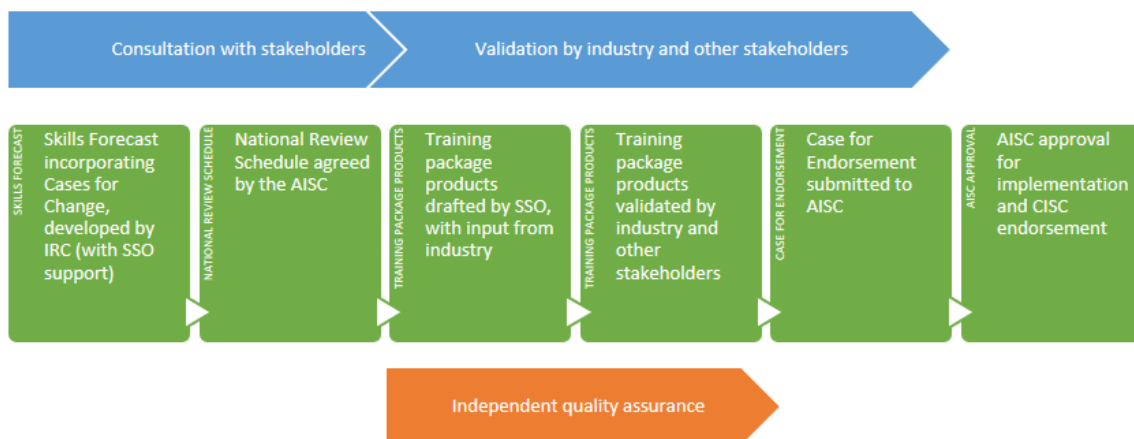 Consultation with stakeholders
Validation by industry and other stakeholders
SKILLS FORECAST
Skills Forecast
incorporating
Cases for
Change,
developed by
IRC (with SSO
support)
NATIONAL REVIEW SCHEDULE
National Review
Schedule agreed
by the AISC
TRAINING PACKAGE PRODUCTS
Training
package
products
drafted by SSO,
with input from
industry
TRAINING PACKAGE PRODUCTS
Training
package
products
validated by
industry and
other
stakeholders
CASE FOR ENDORSEMENT
Case for
Endorsement
submitted to
AISC
AISC APPROVAL
AISC approval
for
implementation
and CISC
endorsement
Independent quality assurance